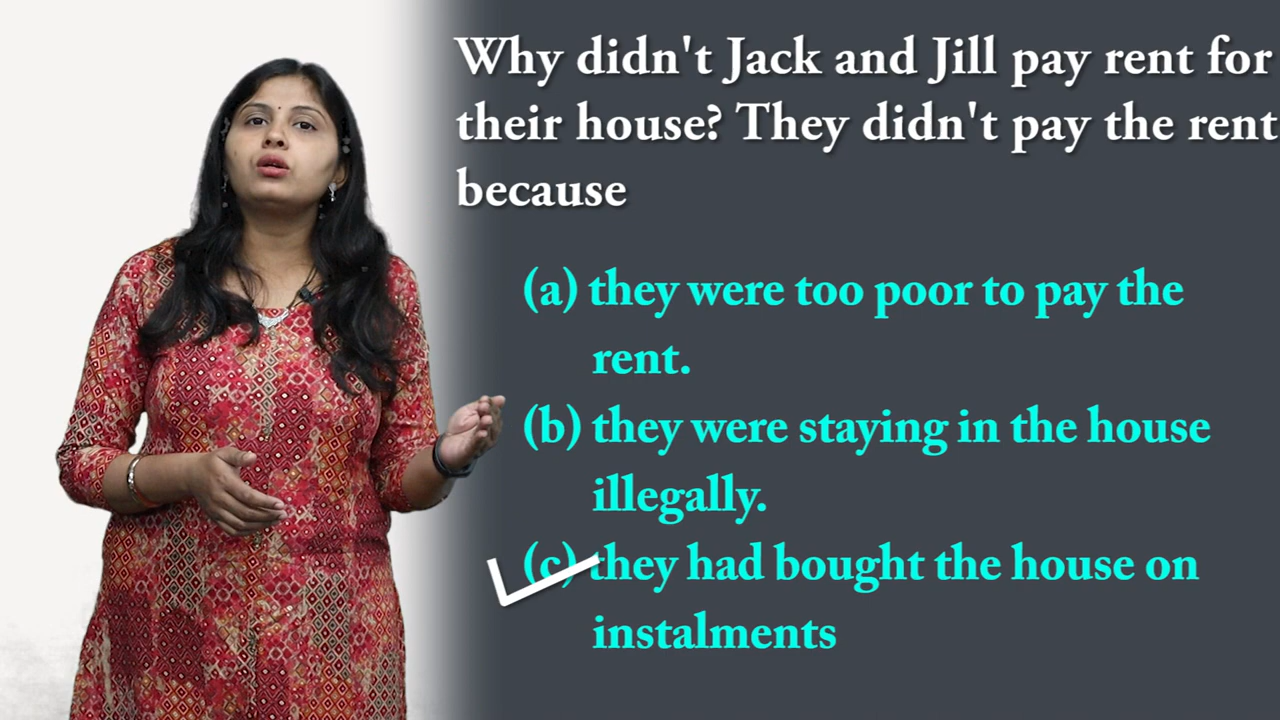 Why didn't Jack and Jill pay rent for
their house? They didn't pay the rent
because
(a) they were too poor to pay the
rent.
(b) they were staying in the house
illegally.
(c) they had bought the house on
instalments